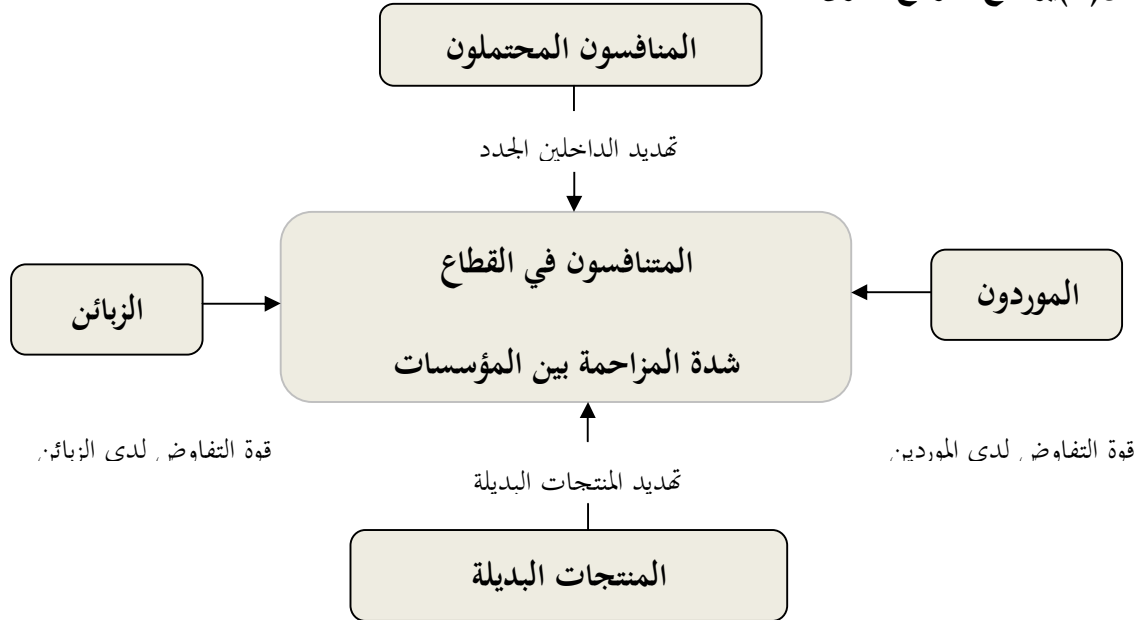 المنافسون المحتملون
تهديد الداخلين الجدد
المتنافسون في القطاع
الموردون
الزبائن
شدة المزاحمة بين المؤسسات
قوة التفاوض لدى الموردين
قوة التفاوض لدى الزبائن
تهديد المنتجات البديلة
المنتجات البديلة